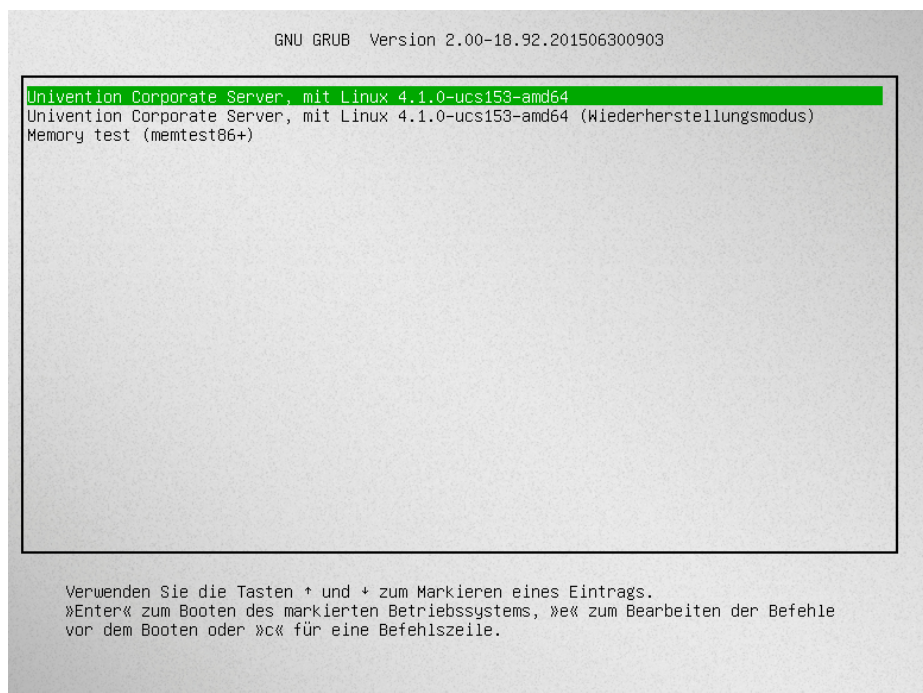 GNU GRUB  Version 2.00-18.92.201506300903
Univention Corporate Server, mit Linux 4.1.0-ucs153-amd64
Univention Corporate Server, mit Linux 4.1.0-ucs153-amd64 (Wiederherstellungsmodus)
Memory test (memtest86+)
Verwenden Sie die Tasten ↑ und ↓ zum Markieren eines Eintrags.
»Enter« zum Booten des markierten Betriebssystems, »e« zum Bearbeiten der Befehle
vor dem Booten oder »c« für eine Befehlszeile.